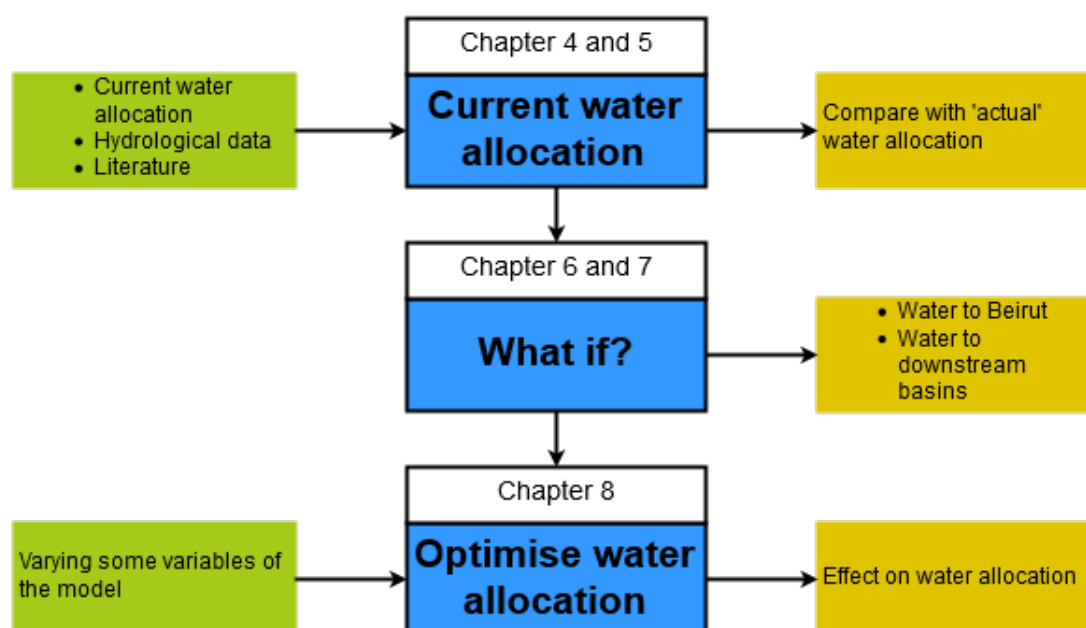 Chapter 4 and 5
• Current water
allocation
• Hydrological data
• Literature
Current water
allocation
Compare with 'actual'
water allocation
Chapter 6 and 7
What if?
• Water to Beirut
• Water to
downstream
basins
Chapter 8
Varying some variables of
the model
Optimise water
allocation
Effect on water allocation